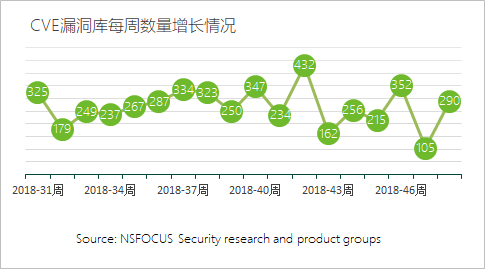 CVE漏洞库每周数量增长情况
325 179 249 237 267 287 334 323 250 347 234 432 162 256 215 352 105 290
2018-31周 2018-34周 2018-37周 2018-40周 2018-43周 2018-46周
Source: NSFOCUS Security research and product groups